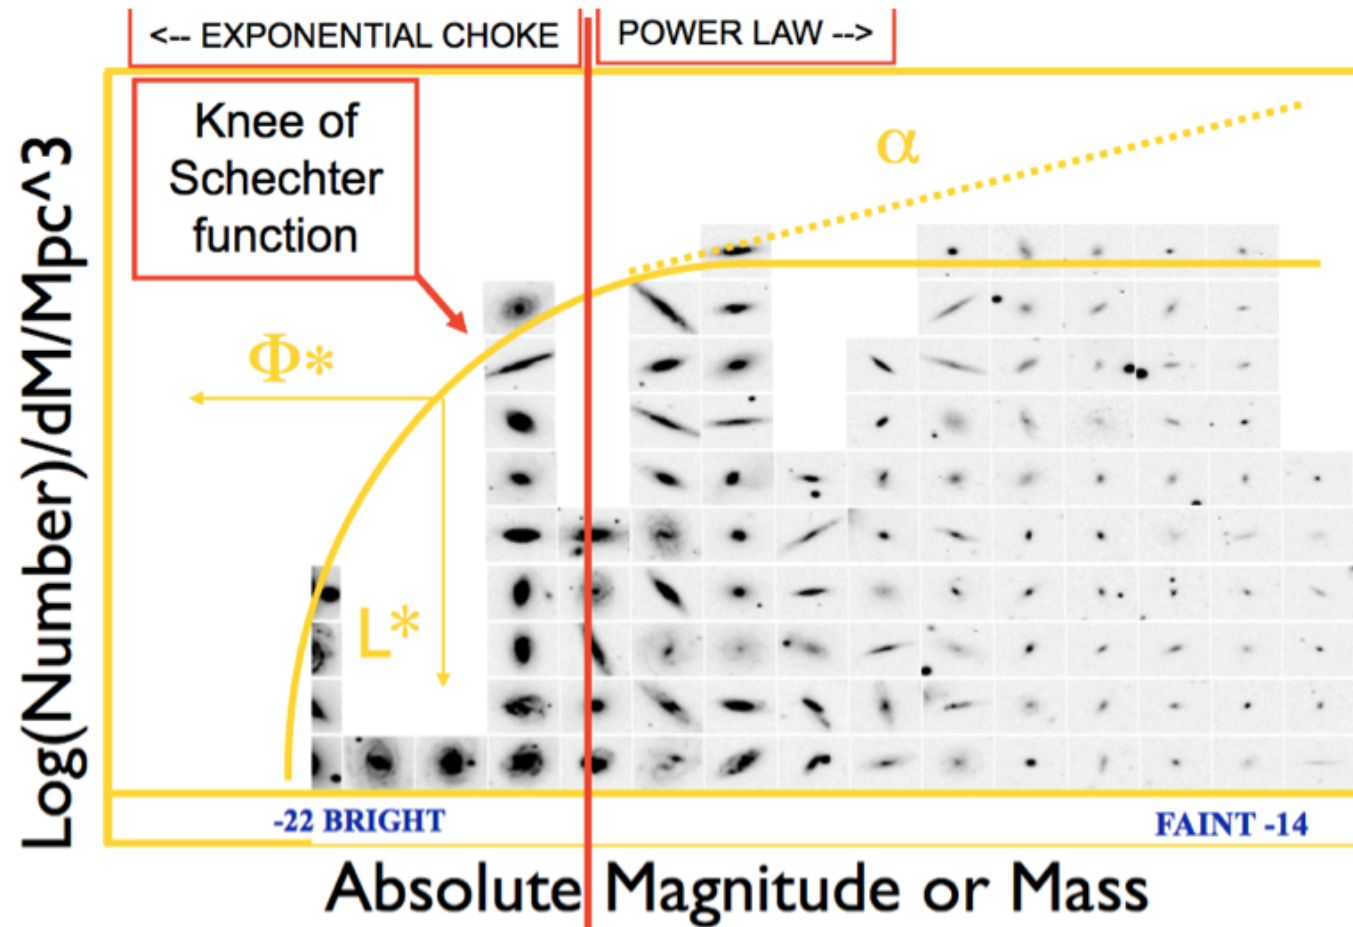 <-- EXPONENTIAL CHOKE
POWER LAW -->
Knee of
Schechter
function
α
Φ*
L*
Log(Number)/dM/Mpc^3
-22 BRIGHT
FAINT -14
Absolute Magnitude or Mass